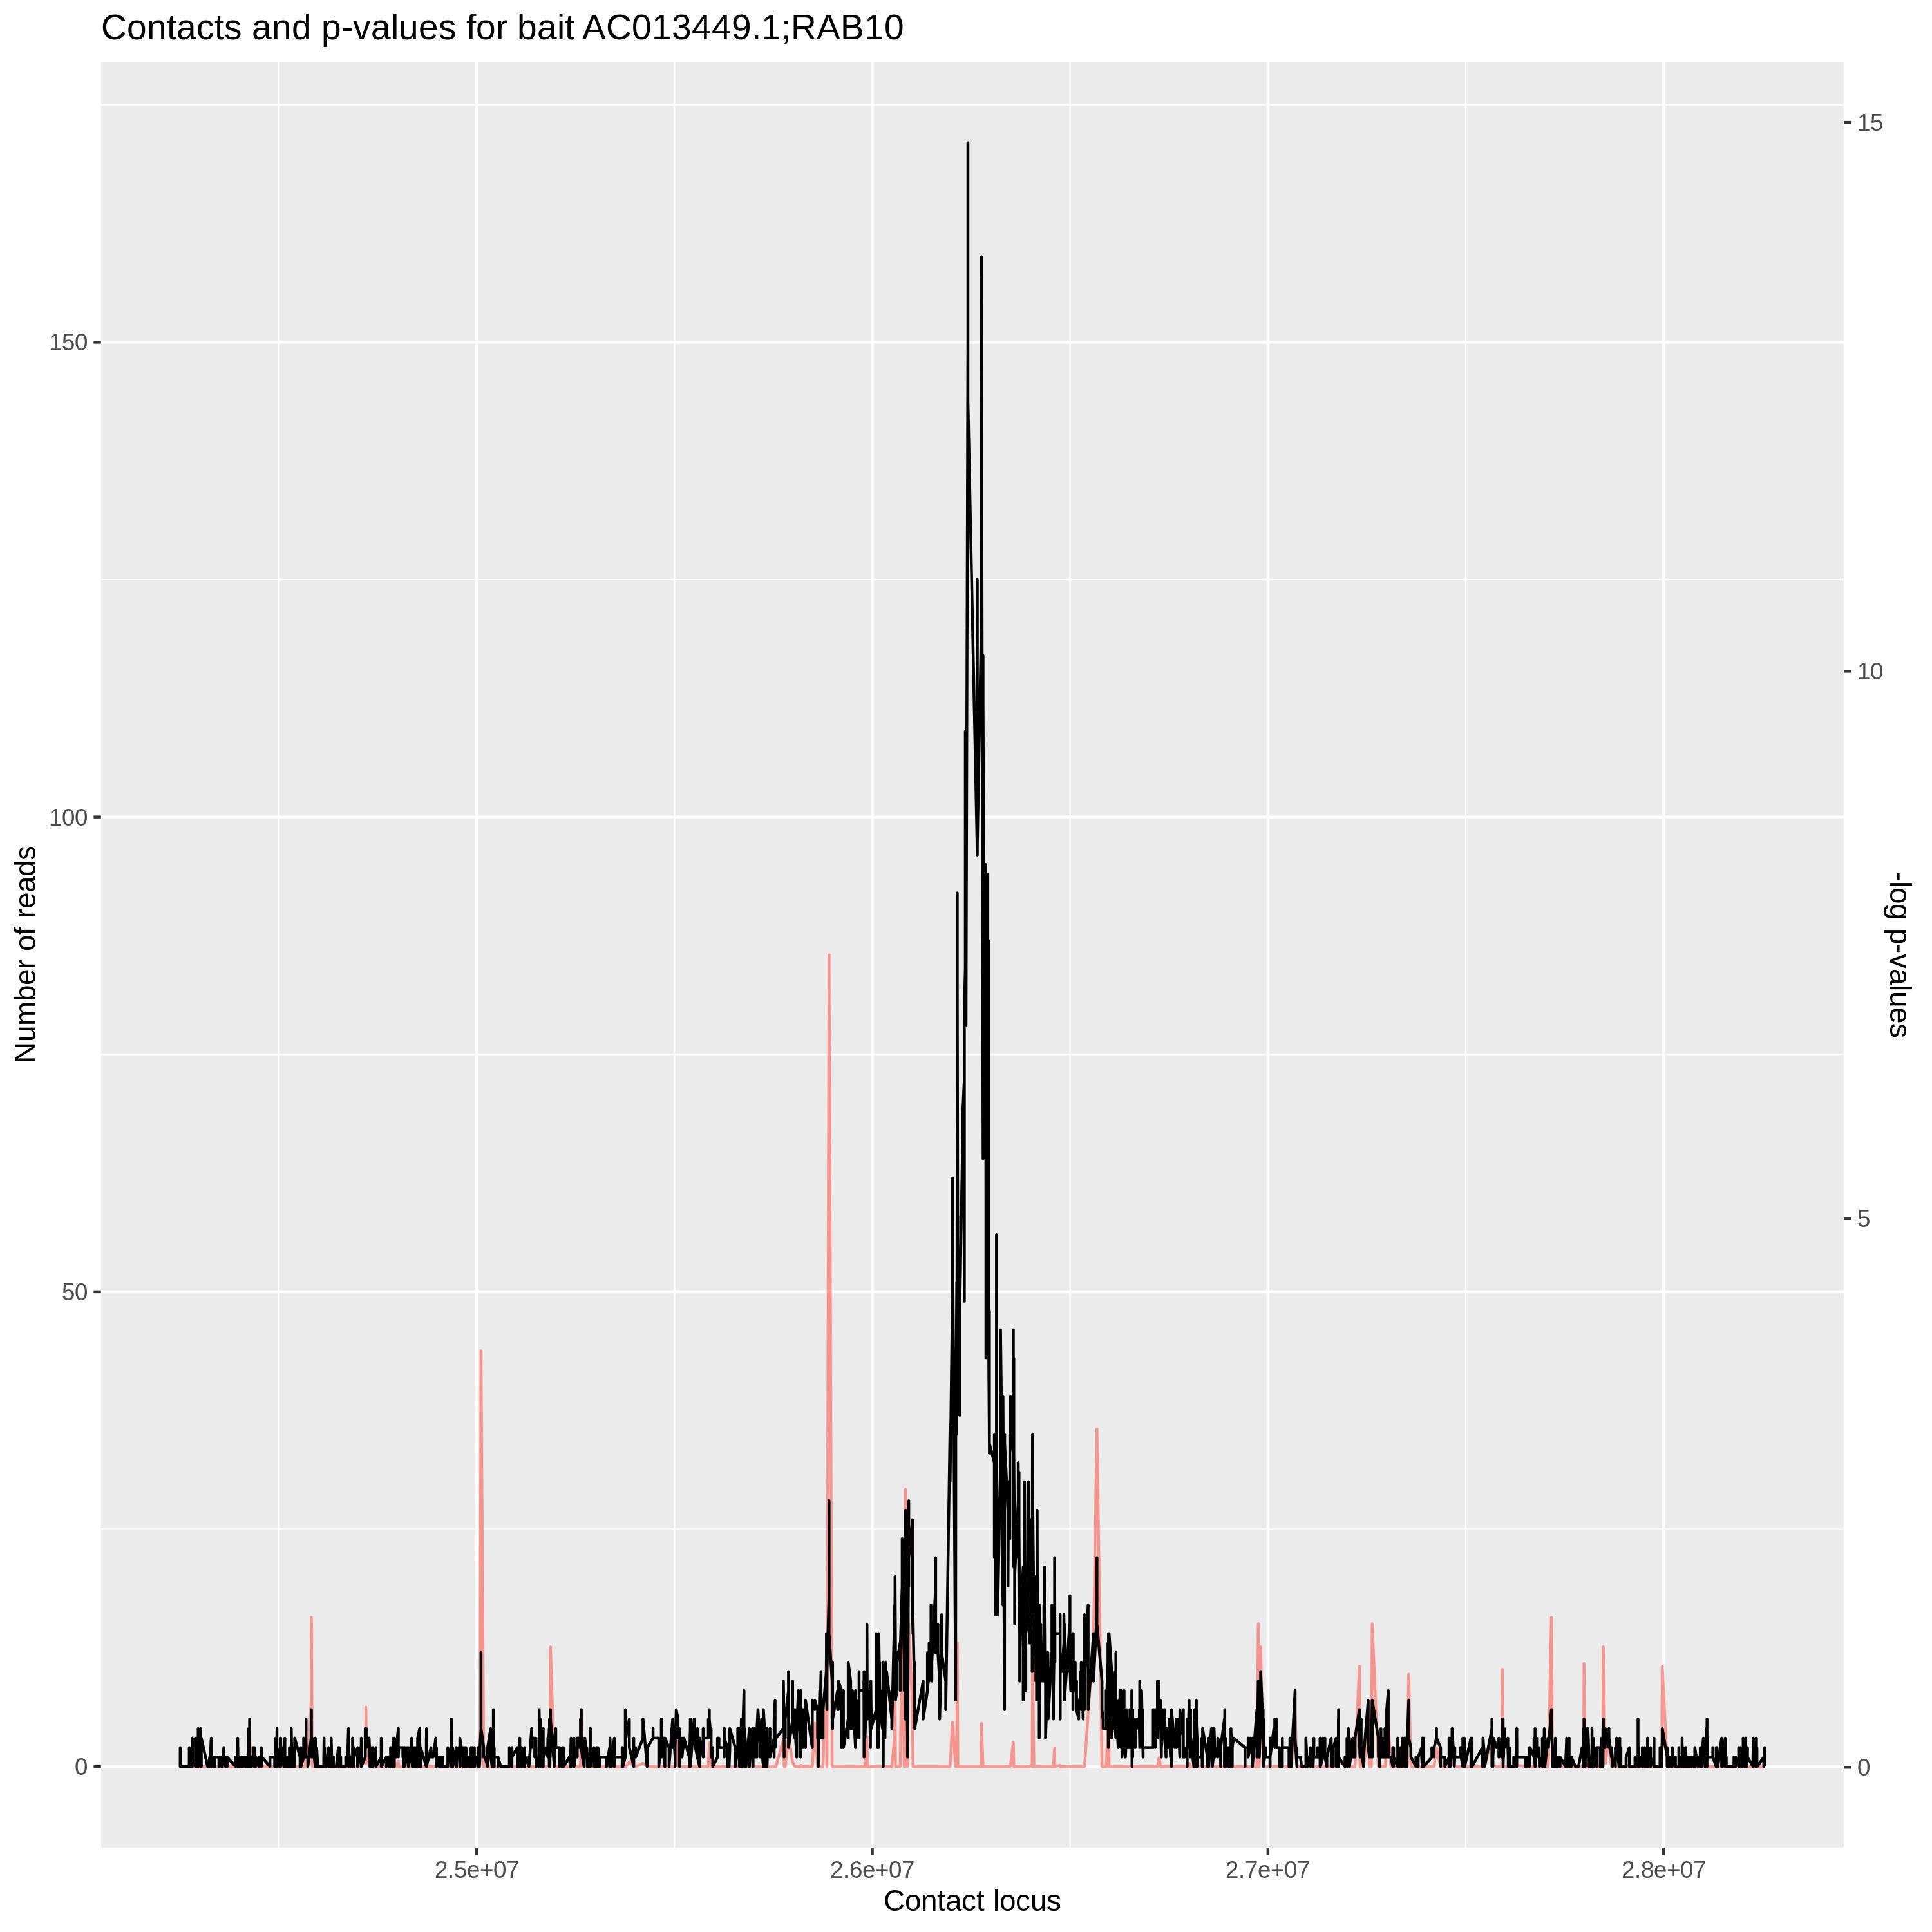 Contacts and p-values for bait AC013449.1;RAB10
150
100
50
0
Number of reads
15
10
5
0
-log p-values
2.5e+07
2.6e+07
2.7e+07
2.8e+07
Contact locus